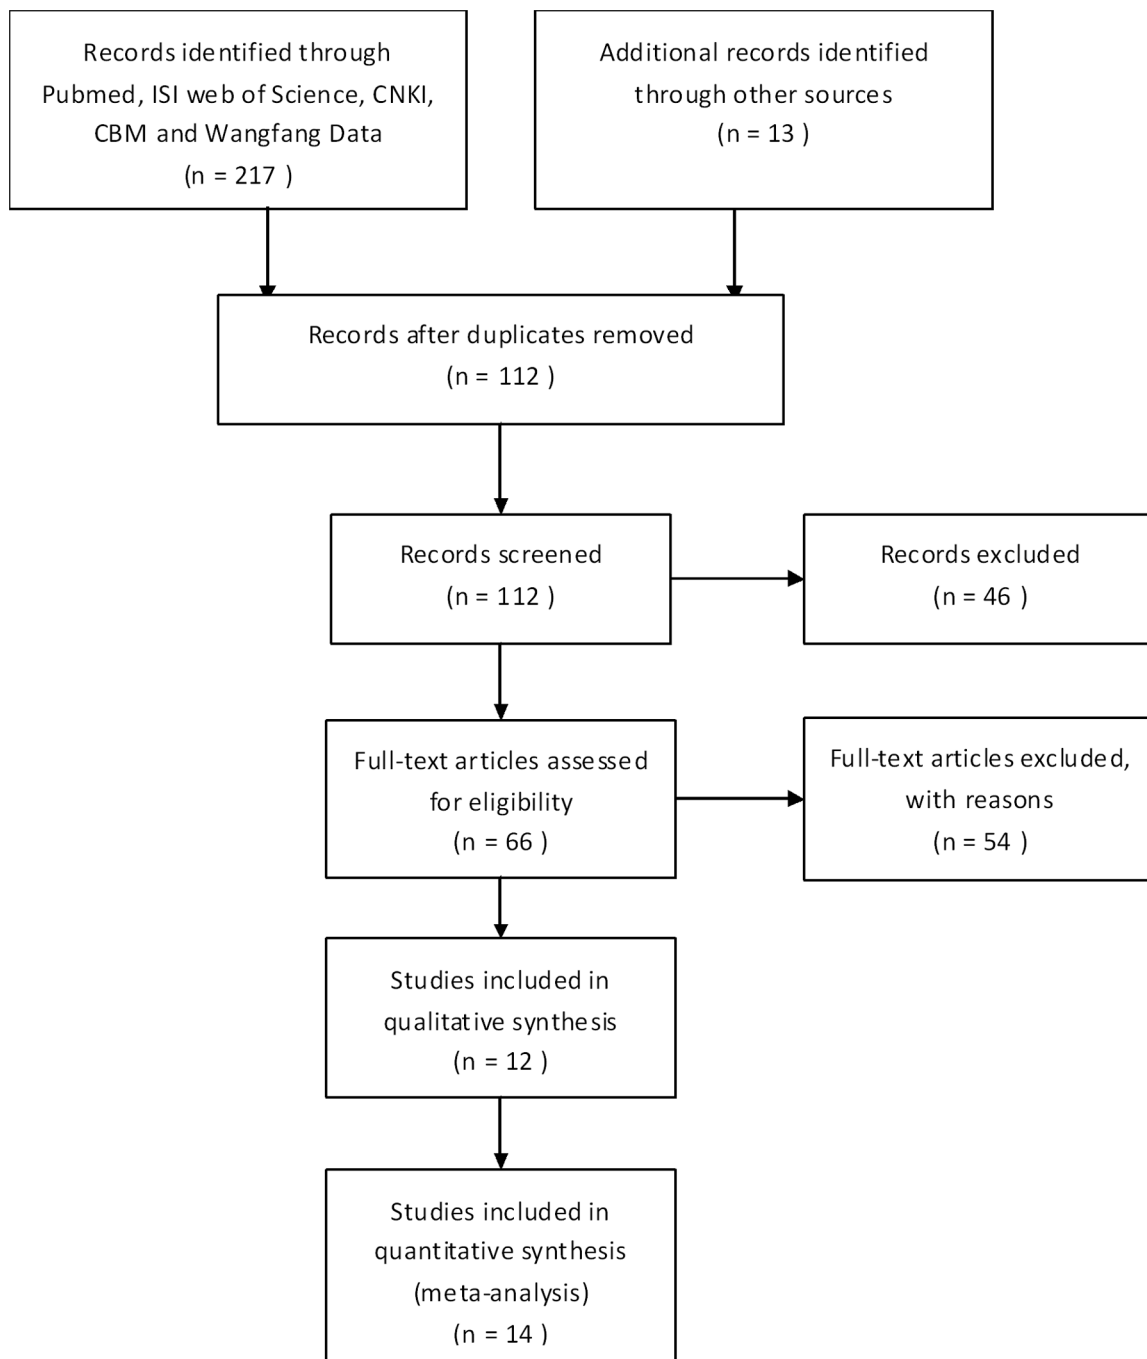 Records identified through
Pubmed, ISI web of Science, CNKI,
CBM and Wangfang Data
(n = 217 )
Additional records identified
through other sources
(n = 13 )
Records after duplicates removed
(n = 112 )
Records screened
(n = 112 )
Records excluded
(n = 46 )
Full-text articles assessed
for eligibility
(n = 66 )
Full-text articles excluded,
with reasons
(n = 54 )
Studies included in
qualitative synthesis
(n = 12 )
Studies included in
quantitative synthesis
(meta-analysis)
(n = 14 )